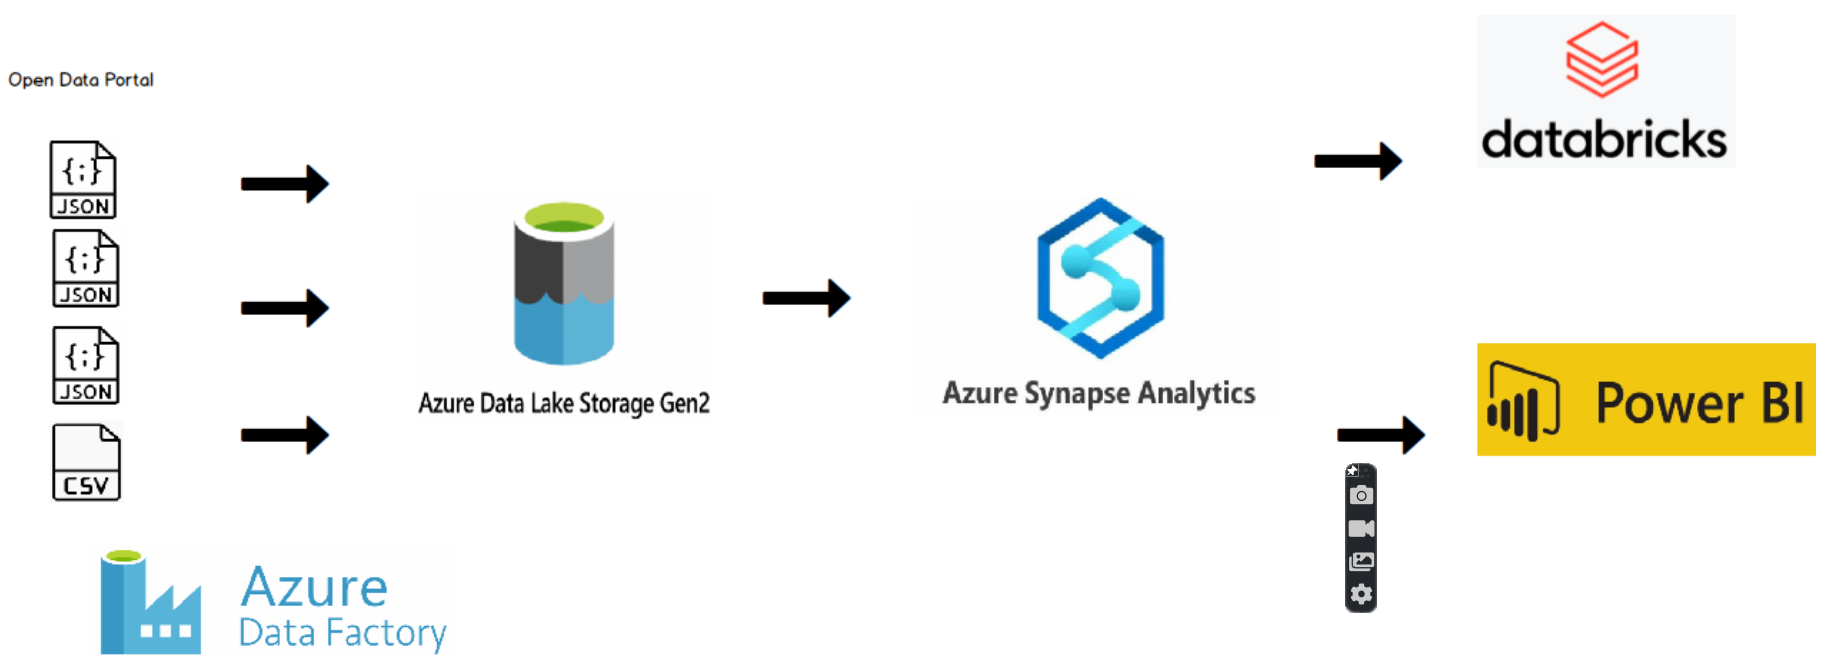 Open Data Portal
{;}
JSON
{;}
JSON
{;}
JSON
CSV
Azure
Data Factory
Azure Data Lake Storage Gen2
Azure Synapse Analytics
databricks
Power BI